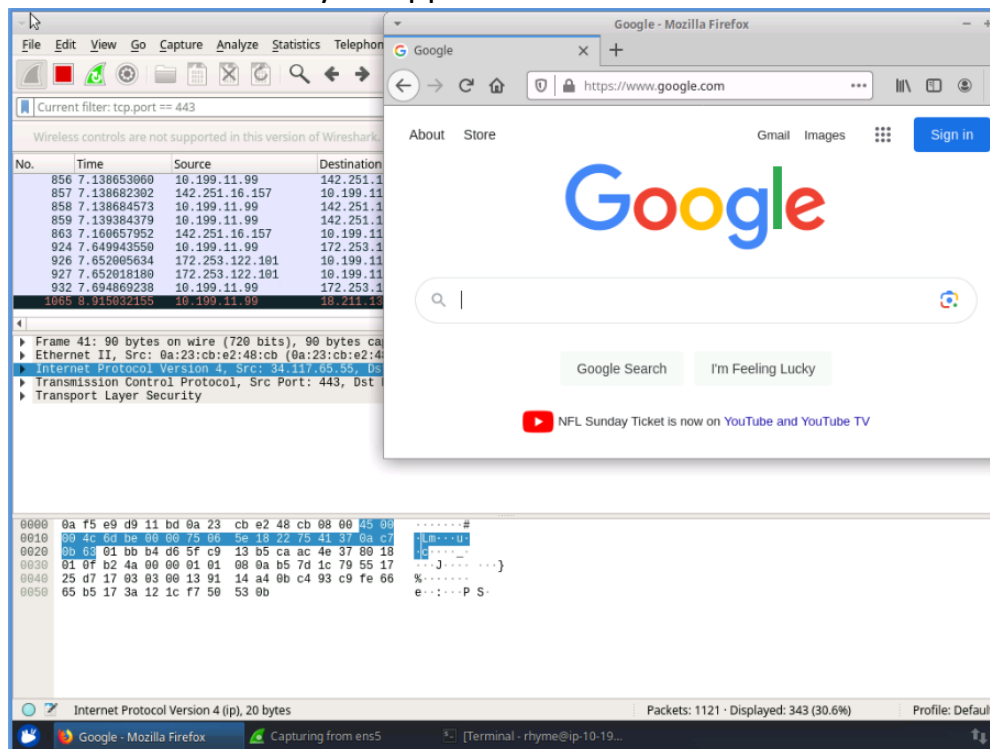 Google - Mozilla Firefox
File Edit View Go Capture Analyze Statistics
Google
Current filter: tcp.port == 443
https://www.google.com
Wireless controls are not supported in this version of Wireshark.
About Store Gmail Images Sign in
No. Time Source Destination
856 7.138653060 10.199.11.99 142.251.1
857 7.138682302 142.251.16.157 10.199.11
858 7.138684573 10.199.11.99 142.251.1
859 7.139384379 10.199.11.99 142.251.1
863 7.160657952 142.251.16.157 10.199.11
924 7.649943550 10.199.11.99 172.253.1
926 7.652005634 172.253.122.101 10.199.11
927 7.652018180 172.253.122.101 10.199.11
932 7.694869238 10.199.11.99 172.253.1
1065 8.915032155 10.199.11.99 18.211.13
Google
Google Search I'm Feeling Lucky
NFL Sunday Ticket is now on YouTube and YouTube TV
Frame 41: 90 bytes on wire (720 bits), 90 bytes
Ethernet II, Src: 0a:23:cb:e2:48:cb (0a:23:cb:e2:4
Internet Protocol Version 4, Src: 34.117.65.55,
Transmission Control Protocol, Src Port: 443, Dst
Transport Layer Security
0000 0a f5 e9 d9 11 bd 0a 23 cb e2 48 cb 08 00 45 00 ·······#
0010 00 4c 6d be 00 00 75 06 5e 18 22 75 41 37 0a c7 ·Lm···u·
0020 0b 63 01 bb b4 d6 5f c9 13 b5 ca ac 4e 37 80 18 ·c····_·
0030 01 0f b2 4a 00 00 01 01 08 0a b5 7d 1c 79 55 17 ···J···· ···}
0040 25 d7 17 03 03 00 13 91 14 a4 0b c4 93 c9 fe 66 %·······
0050 65 b5 17 3a 12 1c f7 50 53 0b e··:···P S·
Internet Protocol Version 4 (ip), 20 bytes Packets: 1121 · Displayed: 343 (30.6%) Profile:
Google - Mozilla Firefox Capturing from ens5 [Terminal - rhyme@ip-10-19...